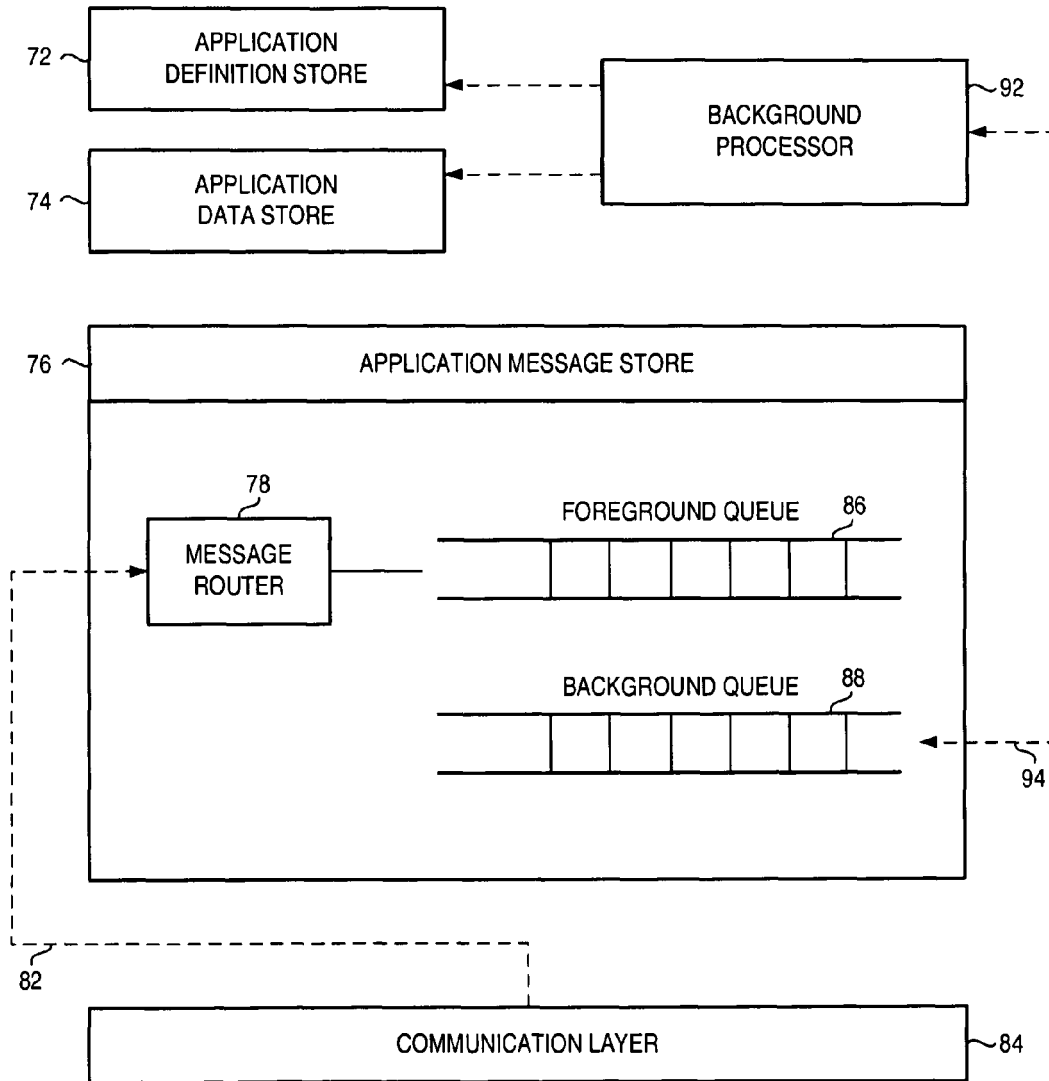 72
APPLICATION
DEFINITION STORE
BACKGROUND
PROCESSOR
92
74
APPLICATION
DATA STORE
76
APPLICATION MESSAGE STORE
78
MESSAGE
ROUTER
FOREGROUND QUEUE
86
BACKGROUND QUEUE
88
94
82
COMMUNICATION LAYER
84